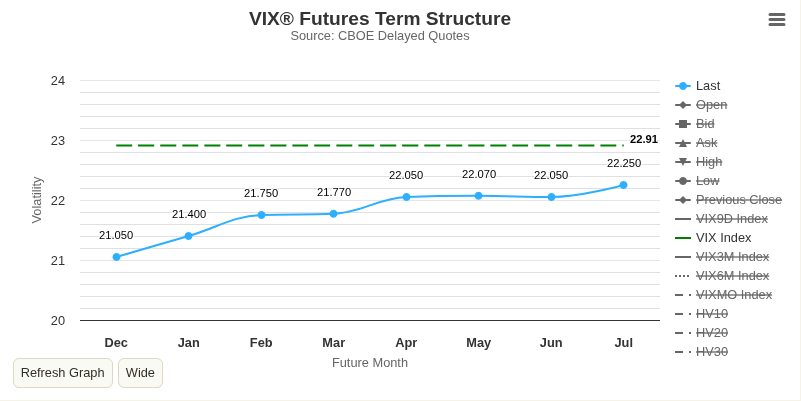 VIX® Futures Term Structure
Source: CBOE Delayed Quotes
24
23
22
21
20
Volatility
22.91
21.050
21.400
21.750
21.770
22.050
22.070
22.050
22.250
Dec
Jan
Feb
Mar
Apr
May
Jun
Jul
Future Month
Last
Open
Bid
Ask
High
Low
Previous Close
VIX9D Index
VIX Index
VIX3M Index
VIX6M Index
VIXMO Index
HV10
HV20
HV30
Refresh Graph
Wide